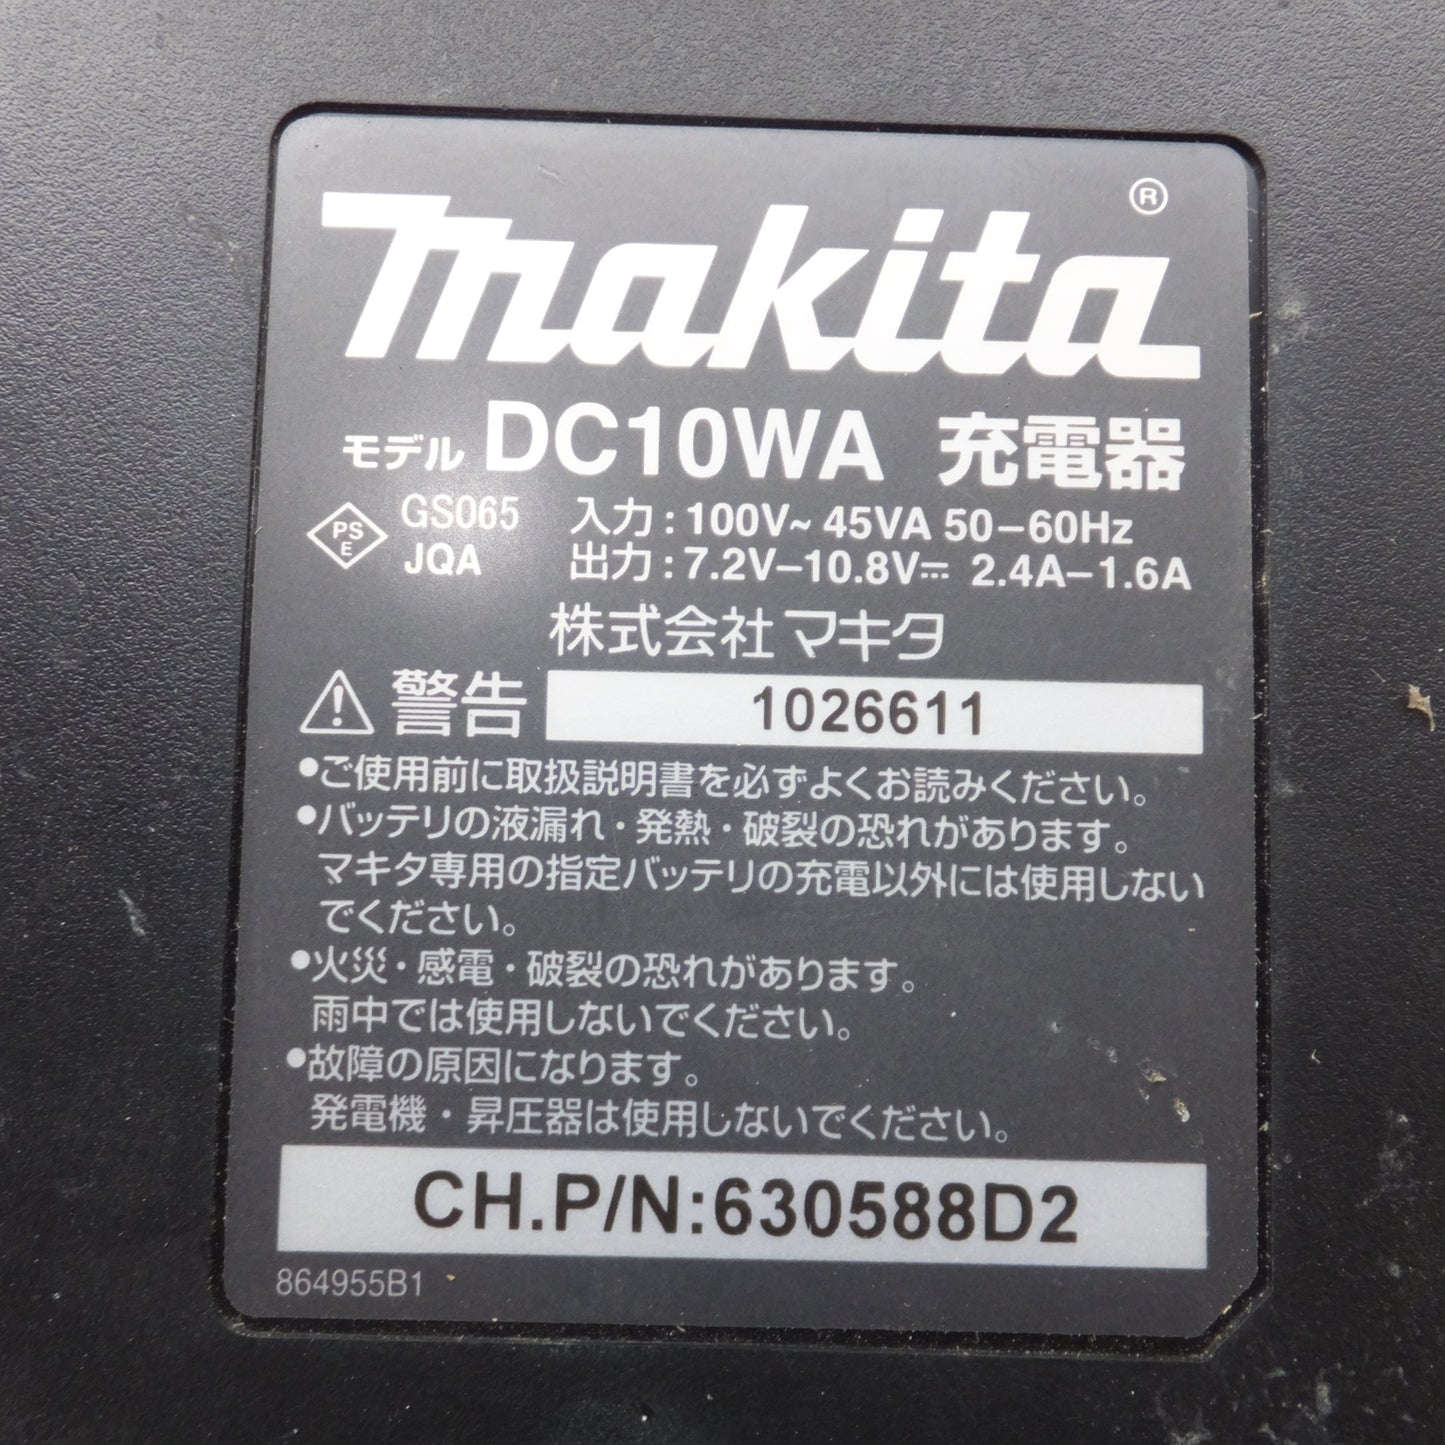 makita®
モデル DC10WA 充電器
PSE GS065 JQA
入力：100V~ 45VA 50–60Hz
出力：7.2V–10.8V⎓ 2.4A–1.6A
株式会社マキタ
⚠警告 1026611
●ご使用前に取扱説明書を必ずよくお読みください。
●バッテリの液漏れ・発熱・破裂の恐れがあります。
マキタ専用の指定バッテリの充電以外には使用しない
でください。
●火災・感電・破裂の恐れがあります。
雨中では使用しないでください。
●故障の原因になります。
発電機・昇圧器は使用しないでください。
CH.P/N:630588D2
864955B1